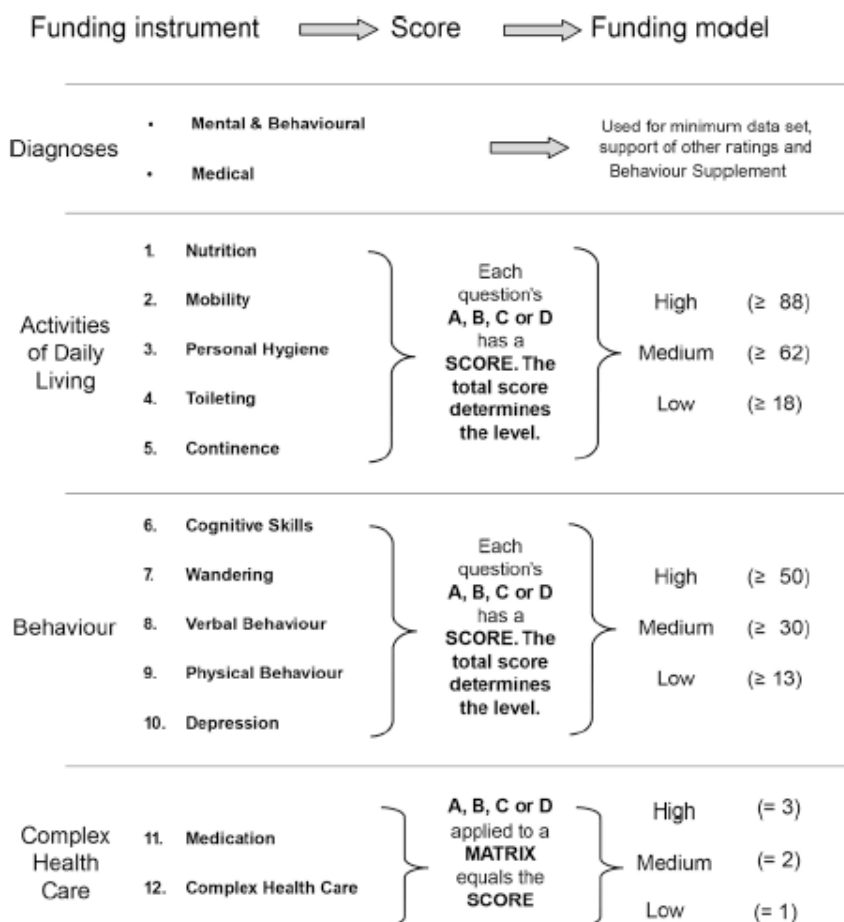 Funding instrument Score Funding model
Diagnoses
• Mental & Behavioural
• Medical
Used for minimum data set,
support of other ratings and
Behaviour Supplement
Activities
of Daily
Living
1. Nutrition
2. Mobility
3. Personal Hygiene
4. Toileting
5. Continence
Each
question's
A, B, C or D
has a
SCORE. The
total score
determines
the level.
High (≥ 88)
Medium (≥ 62)
Low (≥ 18)
Behaviour
6. Cognitive Skills
7. Wandering
8. Verbal Behaviour
9. Physical Behaviour
10. Depression
Each
question's
A, B, C or D
has a
SCORE. The
total score
determines
the level.
High (≥ 50)
Medium (≥ 30)
Low (≥ 13)
Complex
Health
Care
11. Medication
12. Complex Health Care
A, B, C or D
applied to a
MATRIX
equals the
SCORE
High (= 3)
Medium (= 2)
Low (= 1)